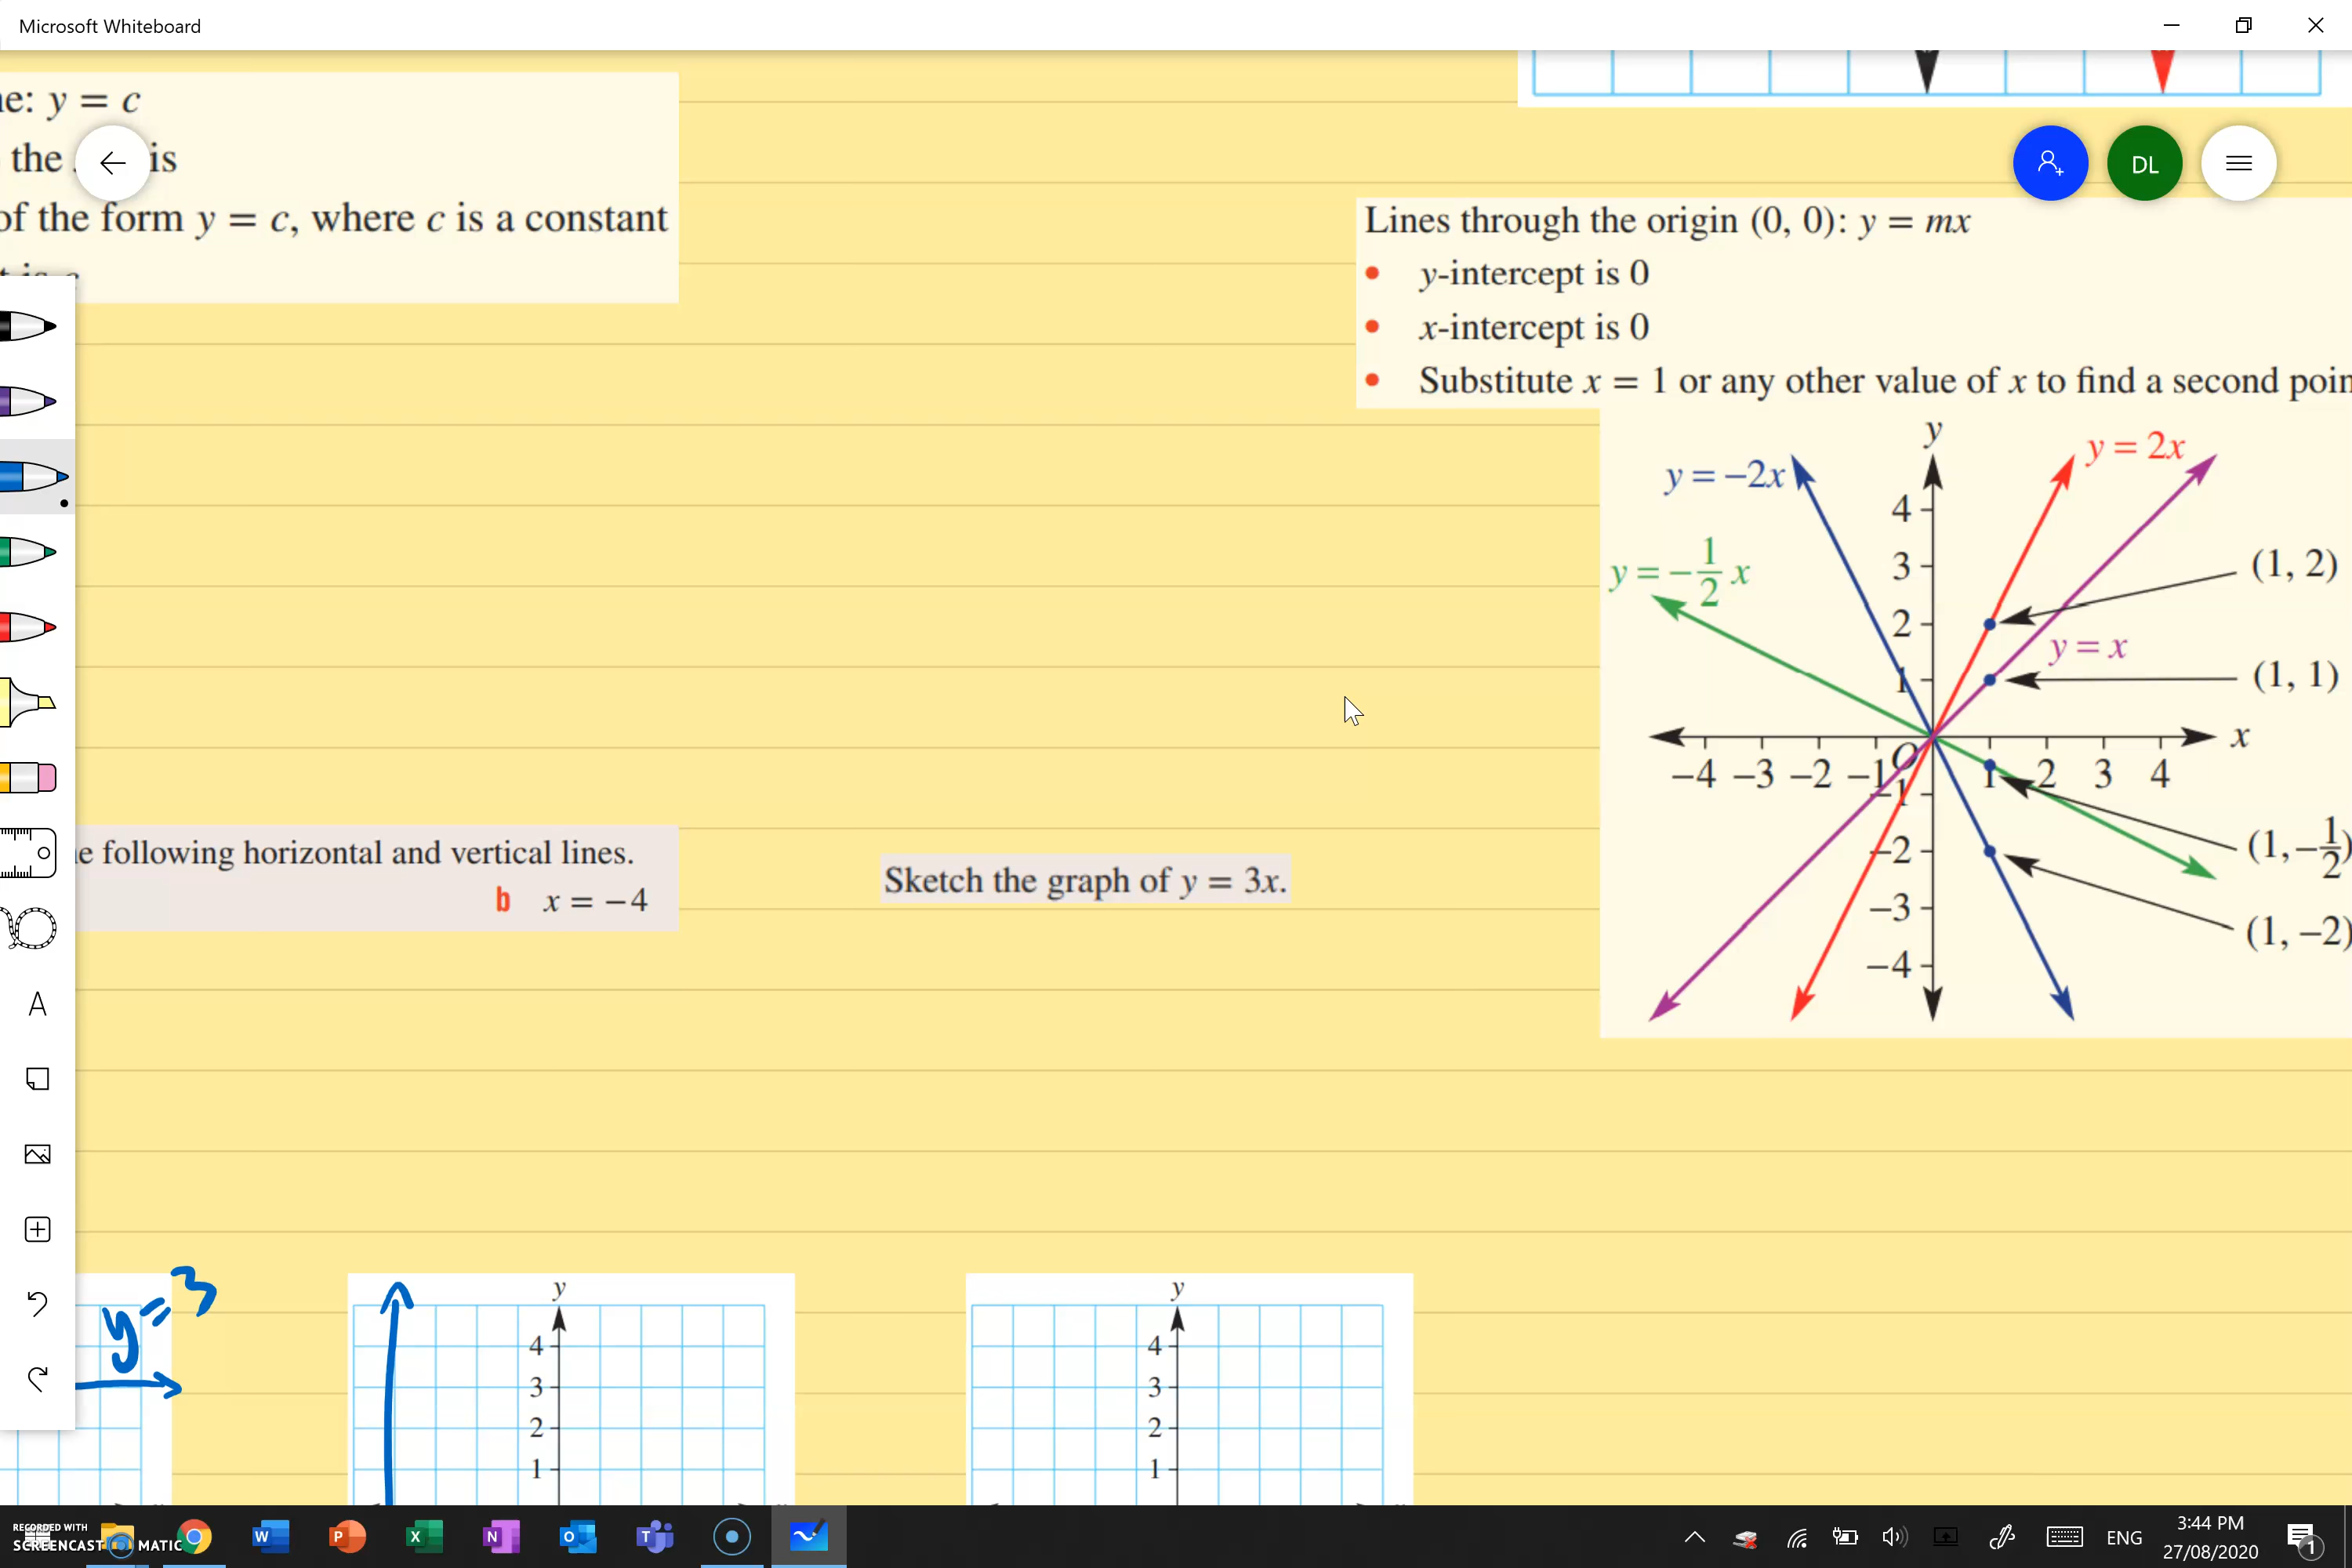 Microsoft Whiteboard
e: y = c
the is
of the form y = c, where c is a constant
DL
Lines through the origin (0, 0): y = mx
• y-intercept is 0
• x-intercept is 0
• Substitute x = 1 or any other value of x to find a second poin
y
y = 2x
y = −2x
4
y = −1/2 x
3
(1, 2)
2
y = x
1
(1, 1)
x
O
−4 −3 −2 −1 1 2 3 4
−1
−2
(1, −1/2)
−3
(1, −2)
−4
e following horizontal and vertical lines.
b x = −4
Sketch the graph of y = 3x.
A
y = 3
y
4
3
2
1
y
4
3
2
1
RECORDED WITH
SCREENCAST MATIC
ENG
3:44 PM
27/08/2020
1